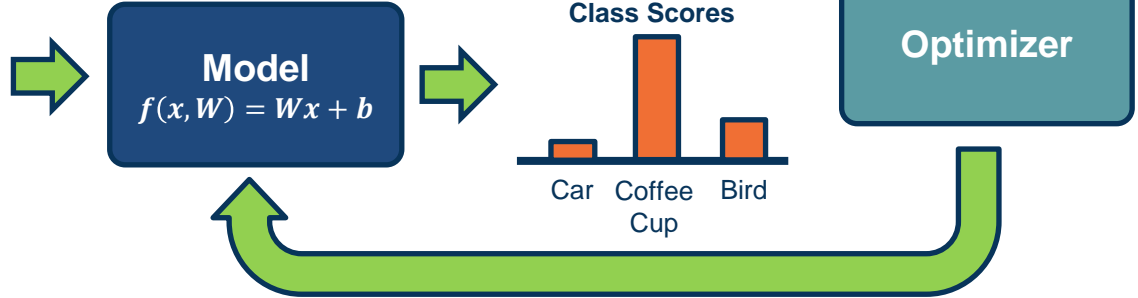 Class Scores
Optimizer
Model
f(x, W) = Wx + b
Car
Coffee
Cup
Bird